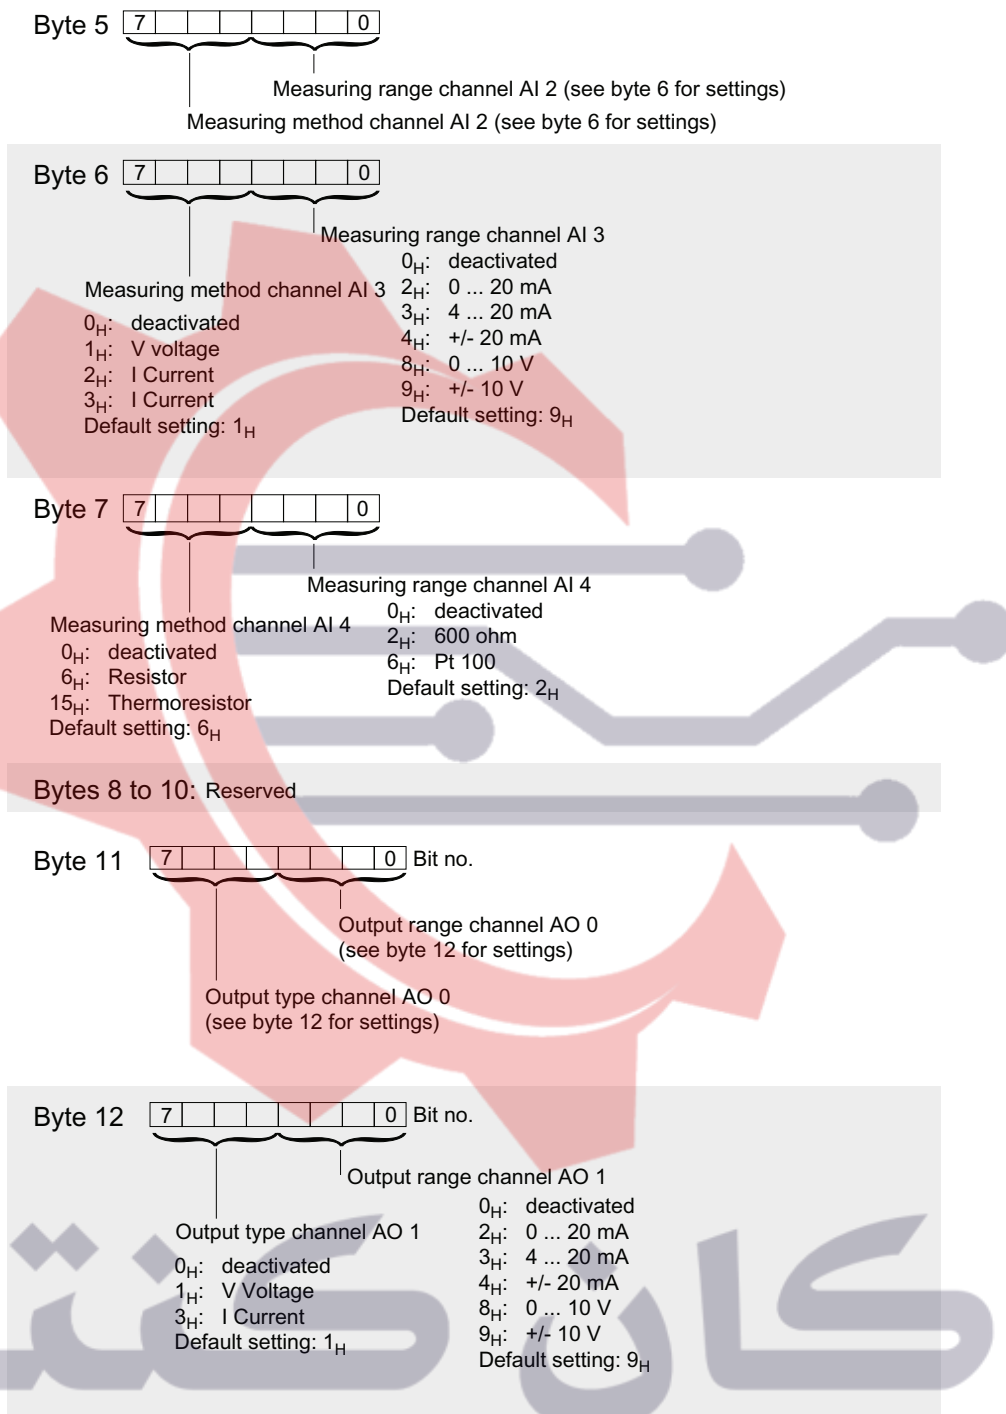 Byte 5 7 0
Measuring range channel AI 2 (see byte 6 for settings)
Measuring method channel AI 2 (see byte 6 for settings)
Byte 6 7 0
Measuring range channel AI 3
0H: deactivated
2H: 0 ... 20 mA
3H: 4 ... 20 mA
4H: +/- 20 mA
8H: 0 ... 10 V
9H: +/- 10 V
Default setting: 9H
Measuring method channel AI 3
0H: deactivated
1H: V voltage
2H: I Current
3H: I Current
Default setting: 1H
Byte 7 7 0
Measuring range channel AI 4
0H: deactivated
2H: 600 ohm
6H: Pt 100
Default setting: 2H
Measuring method channel AI 4
0H: deactivated
6H: Resistor
15H: Thermoresistor
Default setting: 6H
Bytes 8 to 10: Reserved
Byte 11 7 0 Bit no.
Output range channel AO 0
(see byte 12 for settings)
Output type channel AO 0
(see byte 12 for settings)
Byte 12 7 0 Bit no.
Output range channel AO 1
0H: deactivated
2H: 0 ... 20 mA
3H: 4 ... 20 mA
4H: +/- 20 mA
8H: 0 ... 10 V
9H: +/- 10 V
Default setting: 9H
Output type channel AO 1
0H: deactivated
1H: V Voltage
3H: I Current
Default setting: 1H